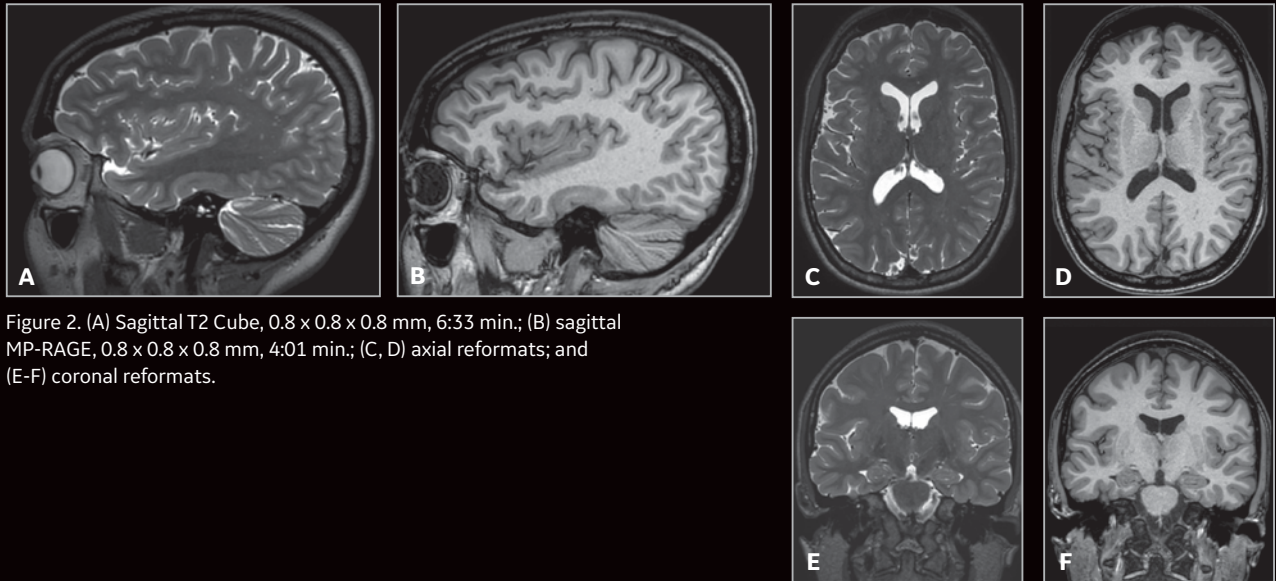 A
B
C
D
Figure 2. (A) Sagittal T2 Cube, 0.8 x 0.8 x 0.8 mm, 6:33 min.; (B) sagittal
MP-RAGE, 0.8 x 0.8 x 0.8 mm, 4:01 min.; (C, D) axial reformats; and
(E-F) coronal reformats.
E
F